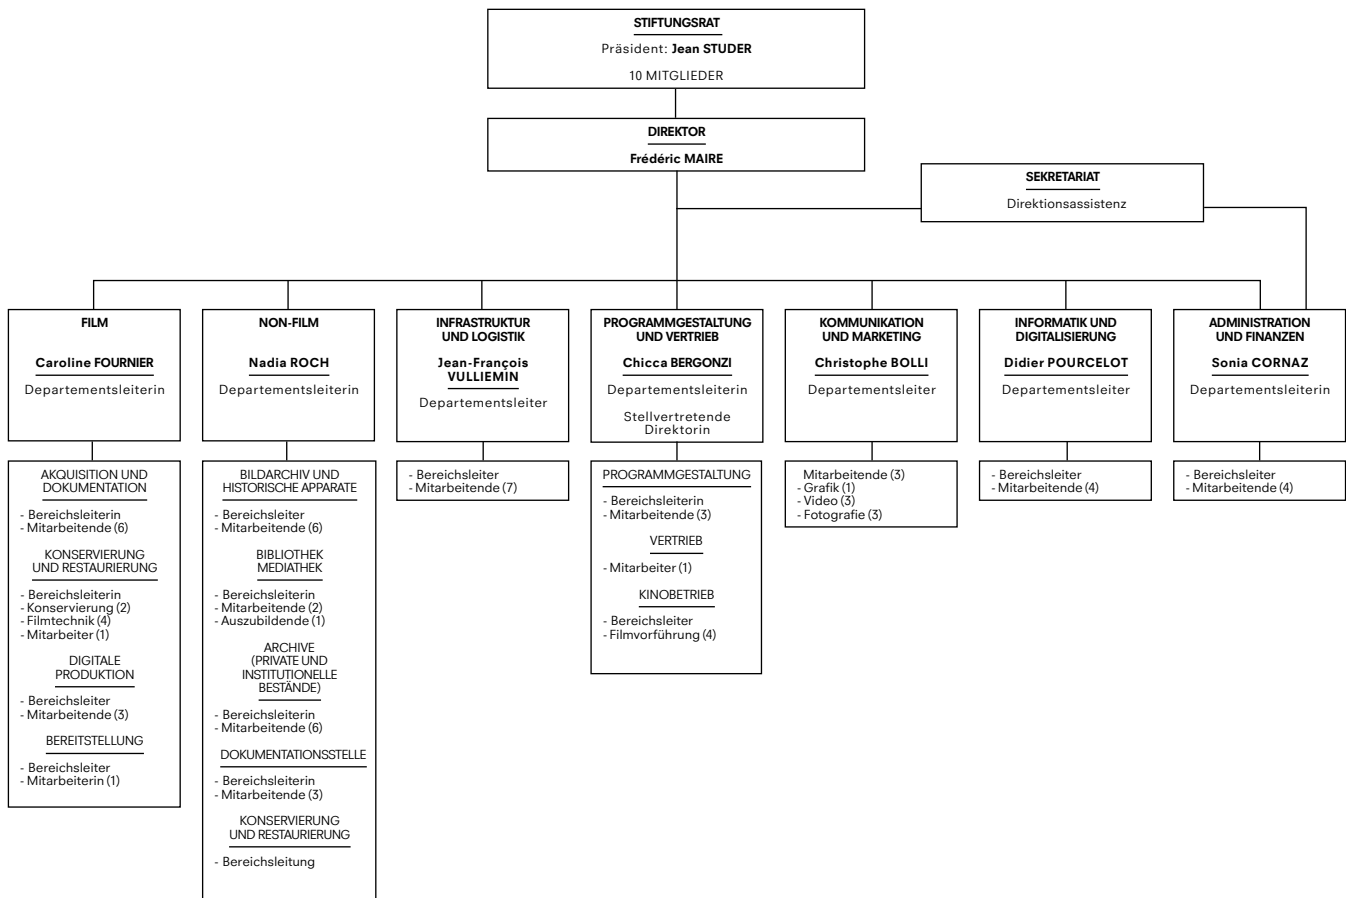 STIFTUNGSRAT
Präsident: Jean STUDER
10 MITGLIEDER
DIREKTOR
Frédéric MAIRE
SEKRETARIAT
Direktionsassistenz
FILM
Caroline FOURNIER
Departementsleiterin
NON-FILM
Nadia ROCH
Departementsleiterin
INFRASTRUKTUR
UND LOGISTIK
Jean-François
VULLIEMIN
Departementsleiter
PROGRAMMGESTALTUNG
UND VERTRIEB
Chicca BERGONZI
Departementsleiterin
Stellvertretende
Direktorin
KOMMUNIKATION
UND MARKETING
Christophe BOLLI
Departementsleiter
INFORMATIK UND
DIGITALISIERUNG
Didier POURCELOT
Departementsleiter
ADMINISTRATION
UND FINANZEN
Sonia CORNAZ
Departementsleiterin
AKQUISITION UND
DOKUMENTATION
- Bereichsleiterin
- Mitarbeitende (6)
KONSERVIERUNG
UND RESTAURIERUNG
- Bereichsleiterin
- Konservierung (2)
- Filmtechnik (4)
- Mitarbeiter (1)
DIGITALE
PRODUKTION
- Bereichsleiter
- Mitarbeitende (3)
BEREITSTELLUNG
- Bereichsleiter
- Mitarbeiterin (1)
BILDARCHIV UND
HISTORISCHE APPARATE
- Bereichsleiter
- Mitarbeitende (6)
BIBLIOTHEK
MEDIATHEK
- Bereichsleiterin
- Mitarbeitende (2)
- Auszubildende (1)
ARCHIVE
(PRIVATE UND
INSTITUTIONELLE
BESTÄNDE)
- Bereichsleiterin
- Mitarbeitende (6)
DOKUMENTATIONSSTELLE
- Bereichsleiterin
- Mitarbeitende (3)
KONSERVIERUNG
UND RESTAURIERUNG
- Bereichsleitung
- Bereichsleiter
- Mitarbeitende (7)
PROGRAMMGESTALTUNG
- Bereichsleiterin
- Mitarbeitende (3)
VERTRIEB
- Mitarbeiter (1)
KINOBETRIEB
- Bereichsleiter
- Filmvorführung (4)
Mitarbeitende (3)
- Grafik (1)
- Video (3)
- Fotografie (3)
- Bereichsleiter
- Mitarbeitende (4)
- Bereichsleiter
- Mitarbeitende (4)